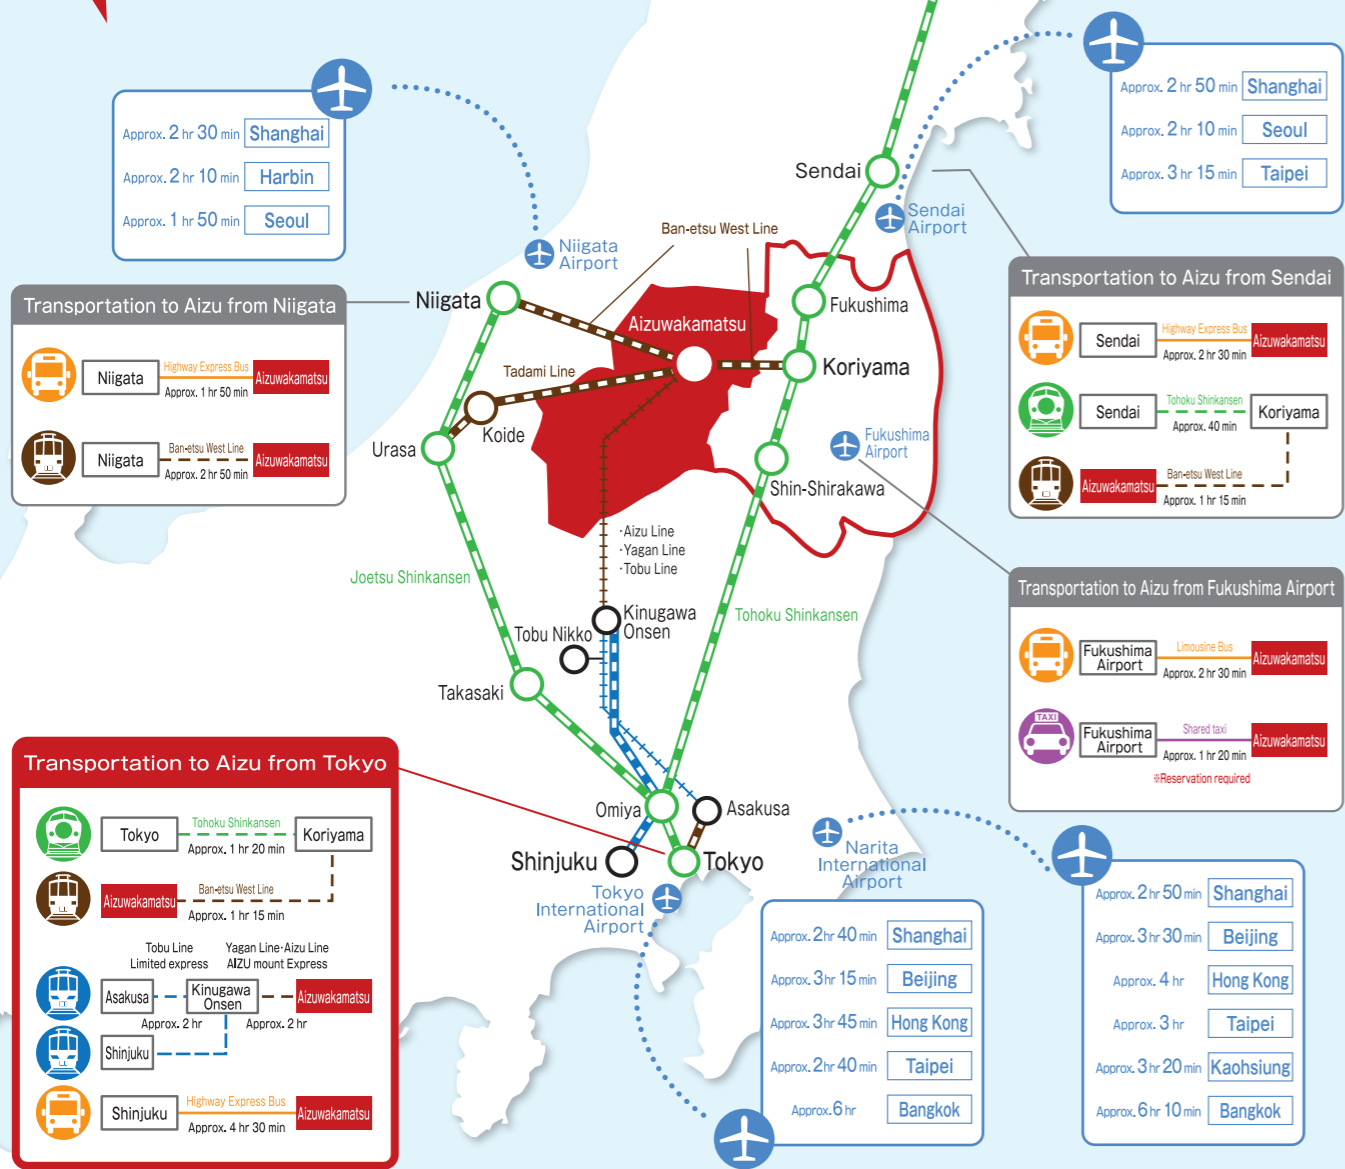 Approx. 2 hr 30 min Shanghai
Approx. 2 hr 10 min Harbin
Approx. 1 hr 50 min Seoul
Approx. 2 hr 50 min Shanghai
Approx. 2 hr 10 min Seoul
Approx. 3 hr 15 min Taipei
Sendai
Sendai
Airport
Niigata
Airport
Ban-etsu West Line
Transportation to Aizu from Niigata
Niigata
Highway Express Bus
Approx. 1 hr 50 min
Aizuwakamatsu
Niigata
Ban-etsu West Line
Approx. 2 hr 50 min
Aizuwakamatsu
Niigata
Aizuwakamatsu
Fukushima
Koriyama
Tadami Line
Koide
Urasa
Fukushima
Airport
Shin-Shirakawa
·Aizu Line
·Yagan Line
·Tobu Line
Joetsu Shinkansen
Tohoku Shinkansen
Kinugawa
Onsen
Tobu Nikko
Takasaki
Omiya
Asakusa
Shinjuku
Tokyo
Narita
International
Airport
Tokyo
International
Airport
Transportation to Aizu from Sendai
Sendai
Highway Express Bus
Approx. 2 hr 30 min
Aizuwakamatsu
Sendai
Tohoku Shinkansen
Approx. 40 min
Koriyama
Aizuwakamatsu
Ban-etsu West Line
Approx. 1 hr 15 min
Transportation to Aizu from Fukushima Airport
Fukushima
Airport
Limousine Bus
Approx. 2 hr 30 min
Aizuwakamatsu
TAXI
Fukushima
Airport
Shared taxi
Approx. 1 hr 20 min
Aizuwakamatsu
※Reservation required
Transportation to Aizu from Tokyo
Tokyo
Tohoku Shinkansen
Approx. 1 hr 20 min
Koriyama
Aizuwakamatsu
Ban-etsu West Line
Approx. 1 hr 15 min
Tobu Line
Limited express
Yagan Line·Aizu Line
AIZU mount Express
Asakusa
Kinugawa
Onsen
Aizuwakamatsu
Approx. 2 hr
Approx. 2 hr
Shinjuku
Shinjuku
Highway Express Bus
Approx. 4 hr 30 min
Aizuwakamatsu
Approx. 2 hr 40 min Shanghai
Approx. 3 hr 15 min Beijing
Approx. 3 hr 45 min Hong Kong
Approx. 2 hr 40 min Taipei
Approx. 6 hr Bangkok
Approx. 2 hr 50 min Shanghai
Approx. 3 hr 30 min Beijing
Approx. 4 hr Hong Kong
Approx. 3 hr Taipei
Approx. 3 hr 20 min Kaohsiung
Approx. 6 hr 10 min Bangkok